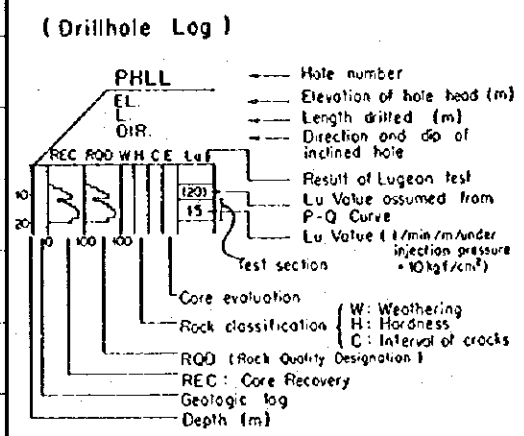 (Drillhole Log)
PHLL
Hole number
EL.
Elevation of hole head (m)
L.
Length drilled (m)
DIR.
Direction and dip of
inclined hole
REC RQD W H C E Lu
Result of Lugeon test
10
(20)
Lu Value assumed from
P-Q Curve
20
15
Lu Value (ℓ/min/m/under
injection pressure
= 10 kgf/cm²)
0 100 100
Test section
Core evaluation
Rock classification
W: Weathering
H: Hardness
C: Interval of cracks
RQD (Rock Quality Designation)
REC: Core Recovery
Geologic log
Depth (m)